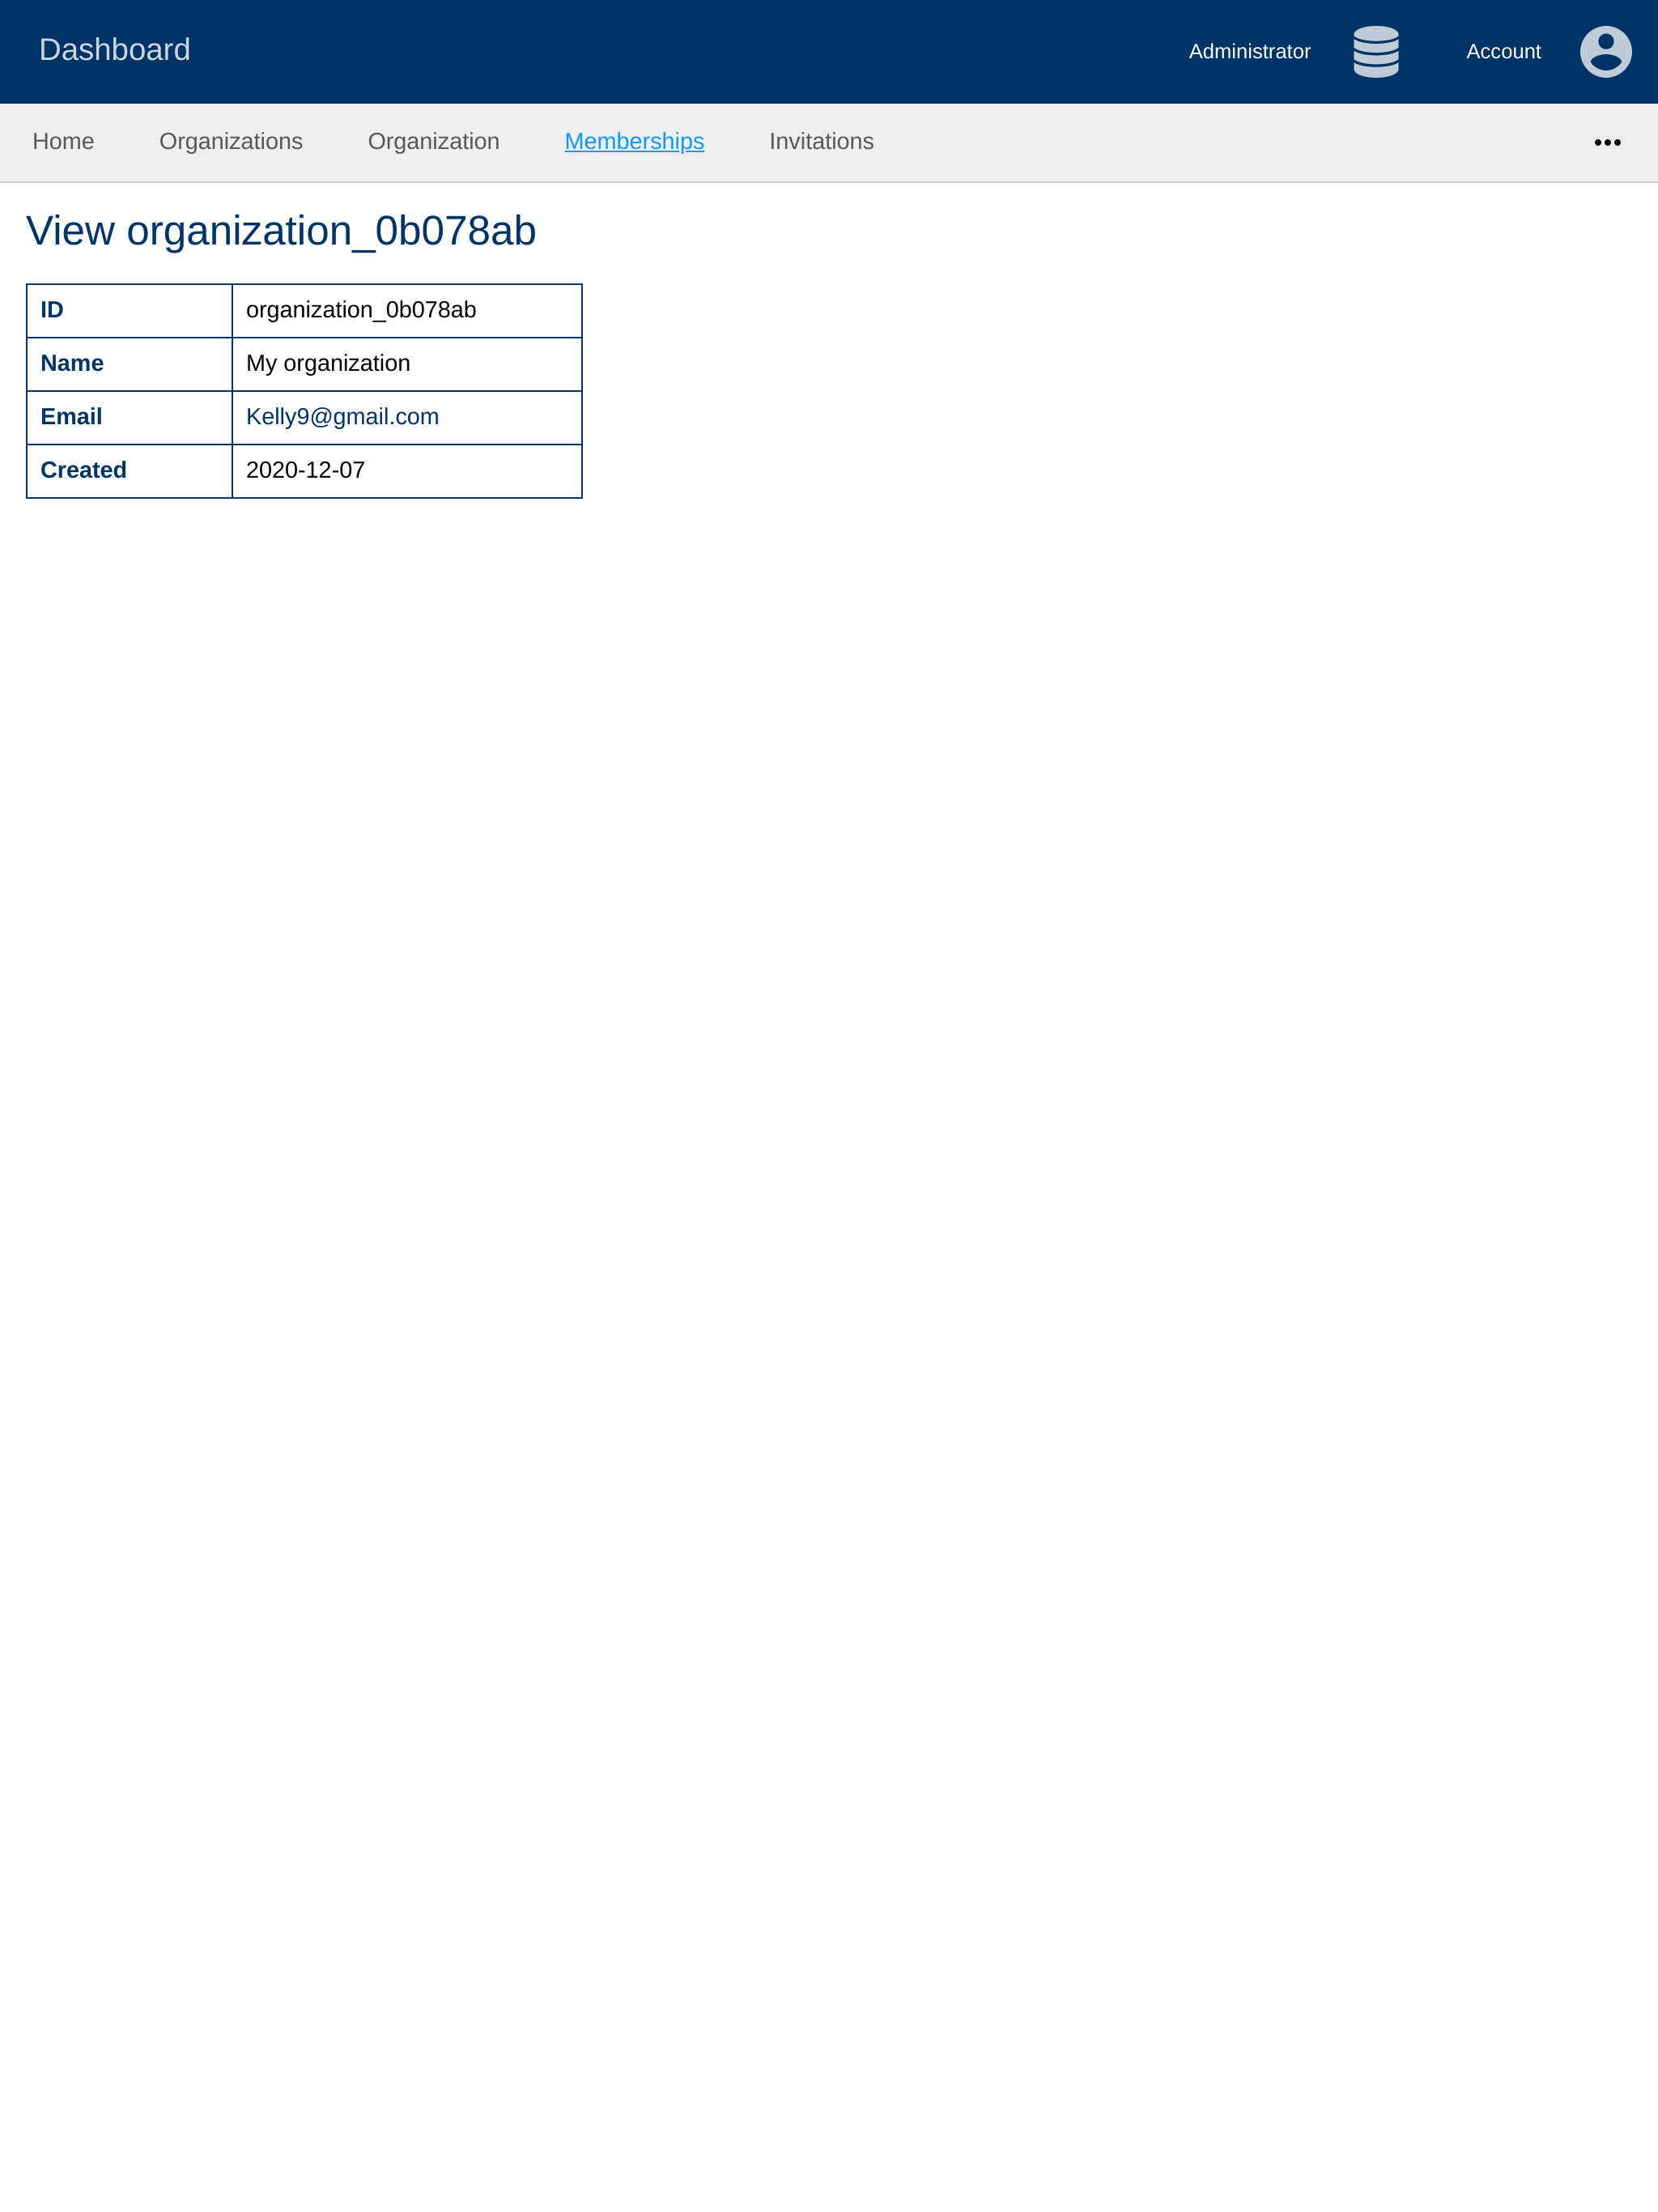 Dashboard
Administrator
Account
Home Organizations Organization Memberships Invitations
View organization_0b078ab
ID organization_0b078ab
Name My organization
Email Kelly9@gmail.com
Created 2020-12-07